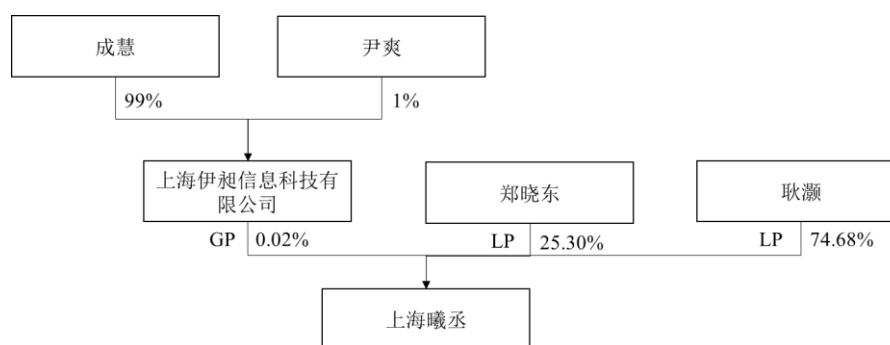 成慧
尹爽
99%
1%
上海伊昶信息科技有
限公司
郑晓东
耿灏
GP
0.02%
LP
25.30%
LP
74.68%
上海曦丞